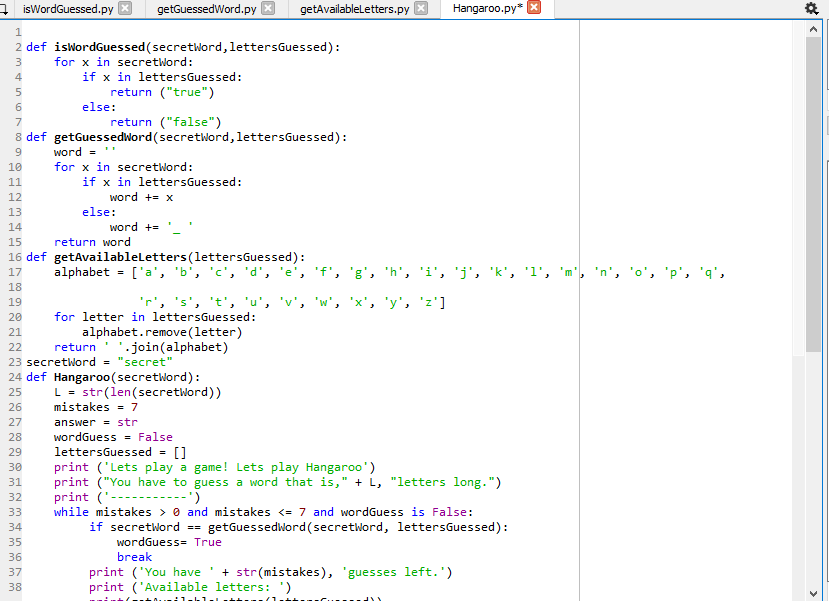 isWordGuessed.py getGuessedWord.py getAvailableLetters.py Hangaroo.py*
1
2 def isWordGuessed(secretWord,lettersGuessed):
3     for x in secretWord:
4         if x in lettersGuessed:
5             return ("true")
6         else:
7             return ("false")
8 def getGuessedWord(secretWord,lettersGuessed):
9     word = ''
10     for x in secretWord:
11         if x in lettersGuessed:
12             word += x
13         else:
14             word += '_ '
15     return word
16 def getAvailableLetters(lettersGuessed):
17     alphabet = ['a', 'b', 'c', 'd', 'e', 'f', 'g', 'h', 'i', 'j', 'k', 'l', 'm', 'n', 'o', 'p', 'q',
18
19                 'r', 's', 't', 'u', 'v', 'w', 'x', 'y', 'z']
20     for letter in lettersGuessed:
21         alphabet.remove(letter)
22     return ' '.join(alphabet)
23 secretWord = "secret"
24 def Hangaroo(secretWord):
25     L = str(len(secretWord))
26     mistakes = 7
27     answer = str
28     wordGuess = False
29     lettersGuessed = []
30     print ('Lets play a game! Lets play Hangaroo')
31     print ("You have to guess a word that is," + L, "letters long.")
32     print ('-----------')
33     while mistakes > 0 and mistakes <= 7 and wordGuess is False:
34          if secretWord == getGuessedWord(secretWord, lettersGuessed):
35              wordGuess= True
36              break
37          print ('You have ' + str(mistakes), 'guesses left.')
38          print ('Available letters: ')
print(getAvailableLetters(lettersGuessed))